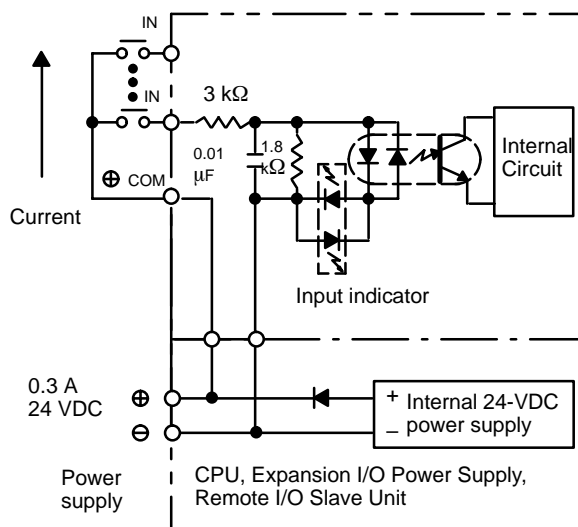 IN
IN
3 kΩ
0.01
μF
1.8
kΩ
Internal
Circuit
⊕ COM
Current
Input indicator
0.3 A
24 VDC
⊕
⊖
+ Internal 24-VDC
– power supply
Power
supply
CPU, Expansion I/O Power Supply,
Remote I/O Slave Unit